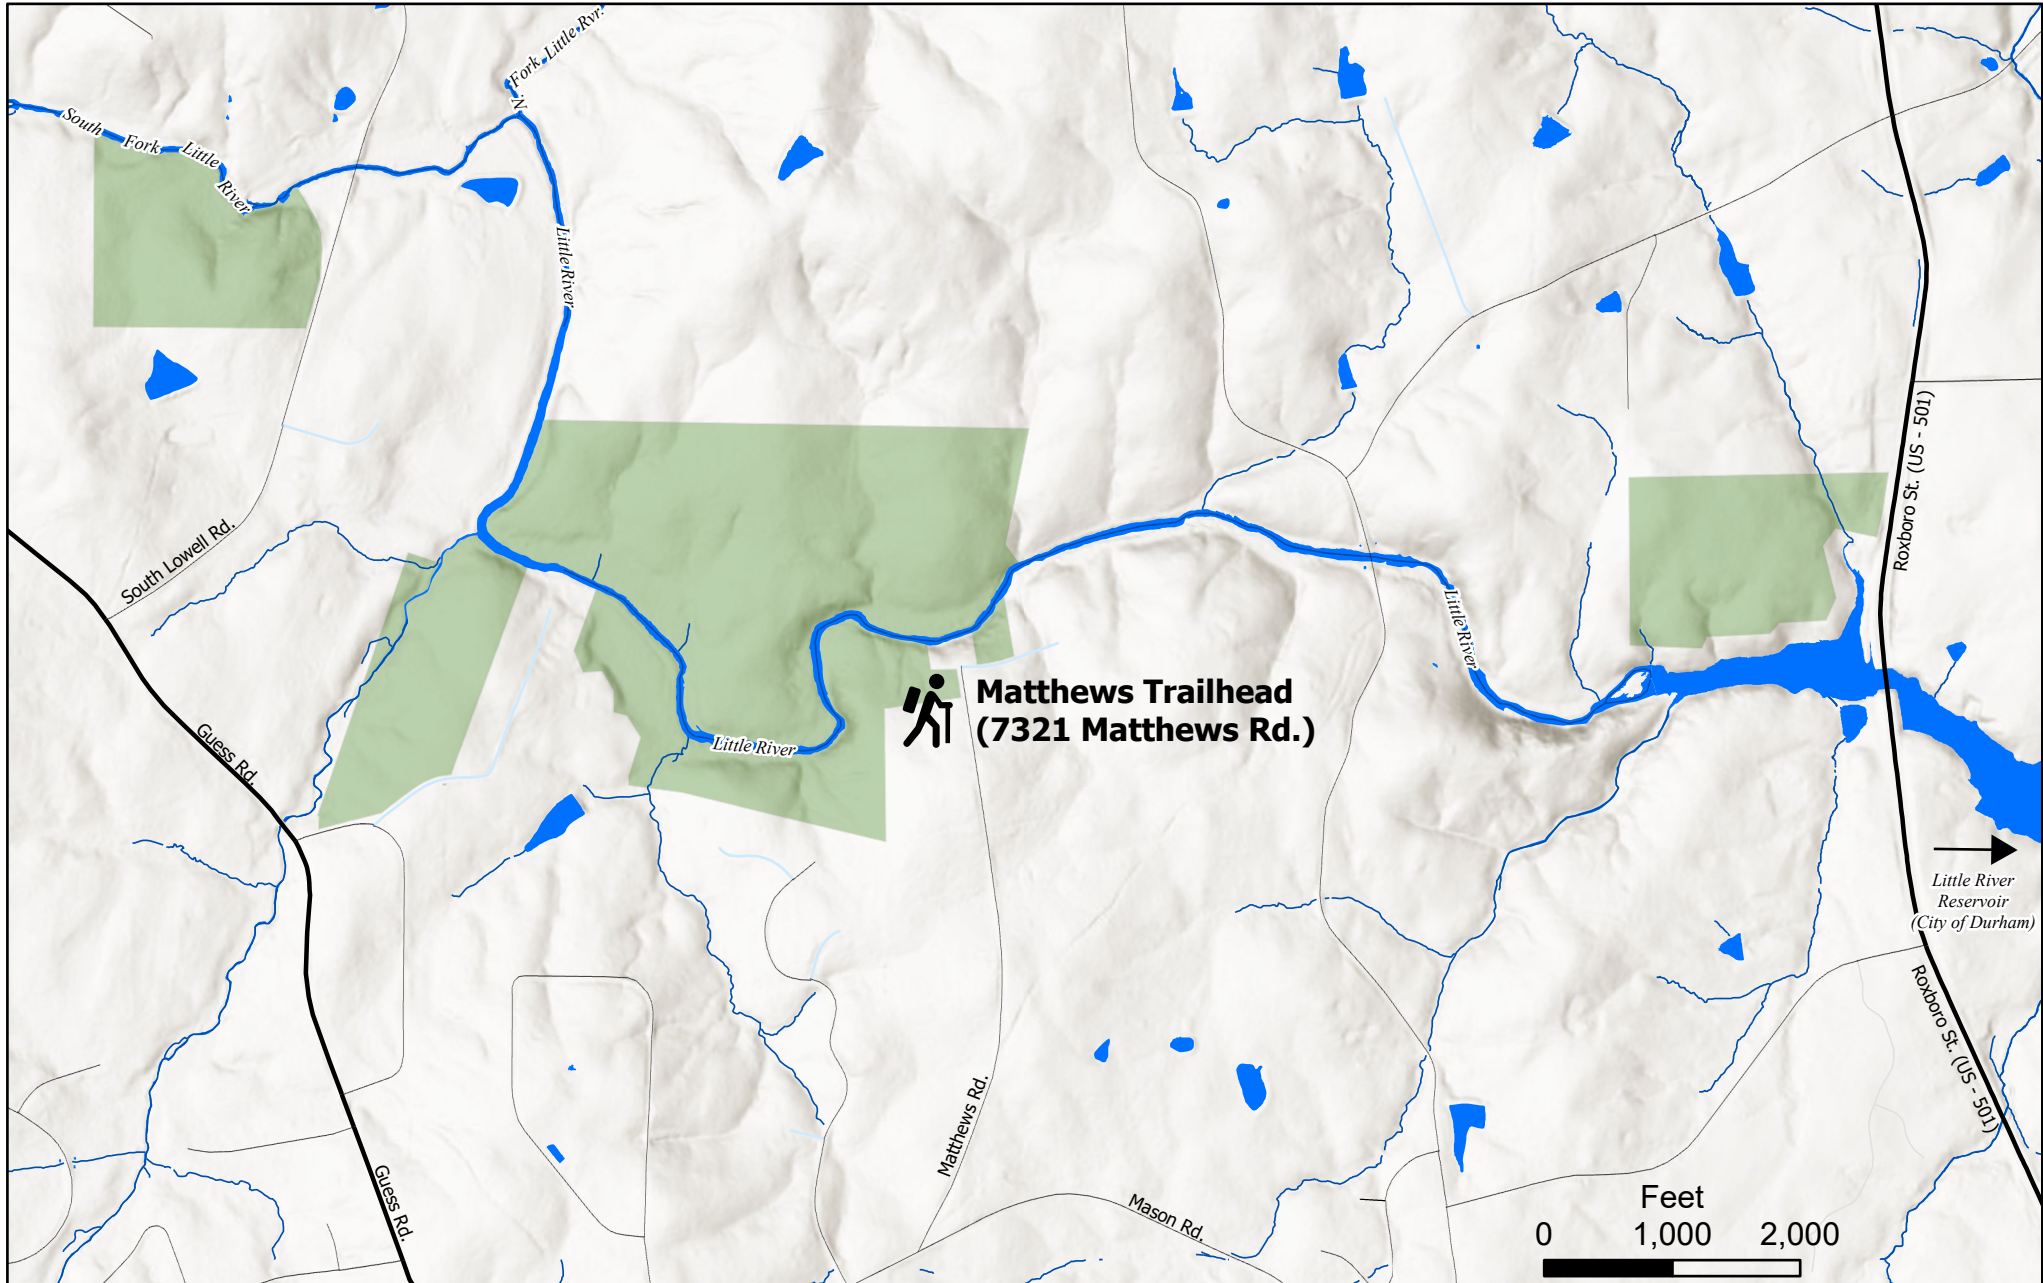 Fork Little Rvr.
N.
South Fork Little River
Little River
South Lowell Rd.
Roxboro St. (US - 501)
Little River
Matthews Trailhead
(7321 Matthews Rd.)
Little River
Guess Rd.
Little River
Reservoir
(City of Durham)
Roxboro St. (US - 501)
Matthews Rd.
Guess Rd.
Mason Rd.
Feet
0 1,000 2,000